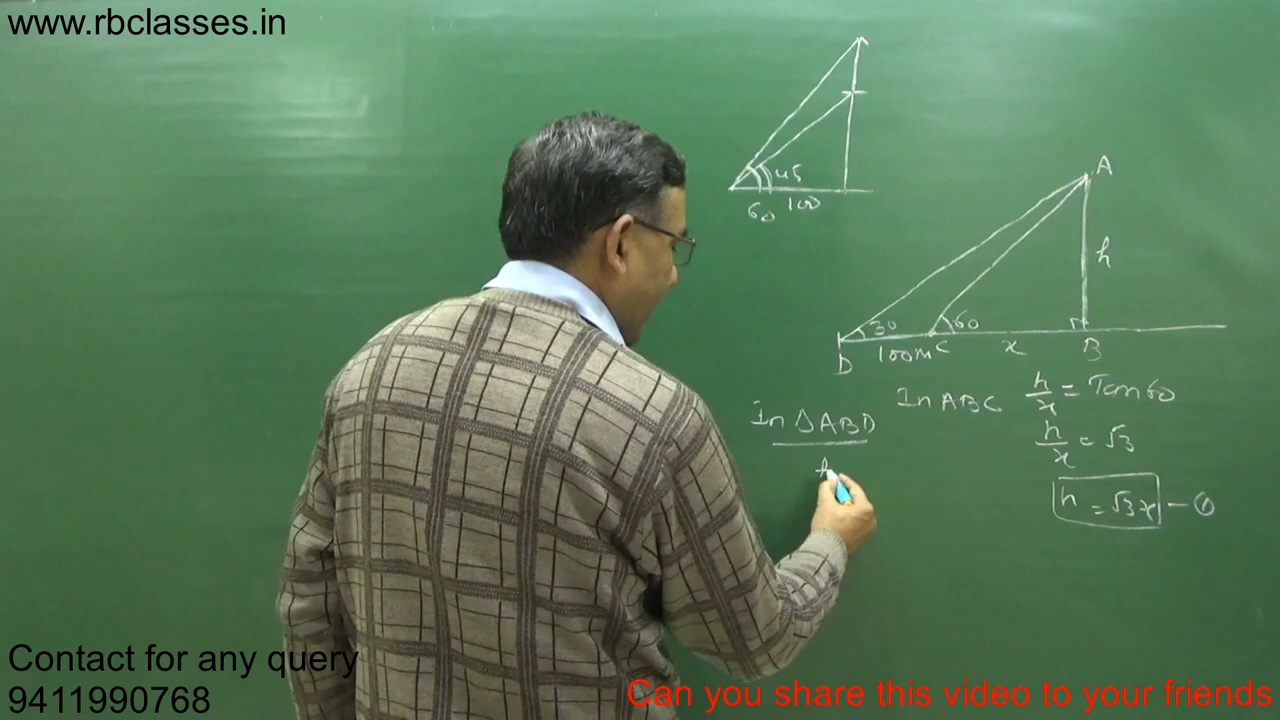 www.rbclasses.in
45
60 100
A
h
30 60
D 100m C x B
In ABC h/x = Tan 60
In ΔABD
h/x = √3
h
h = √3x - ①
Contact for any query
9411990768
Can you share this video to your friends